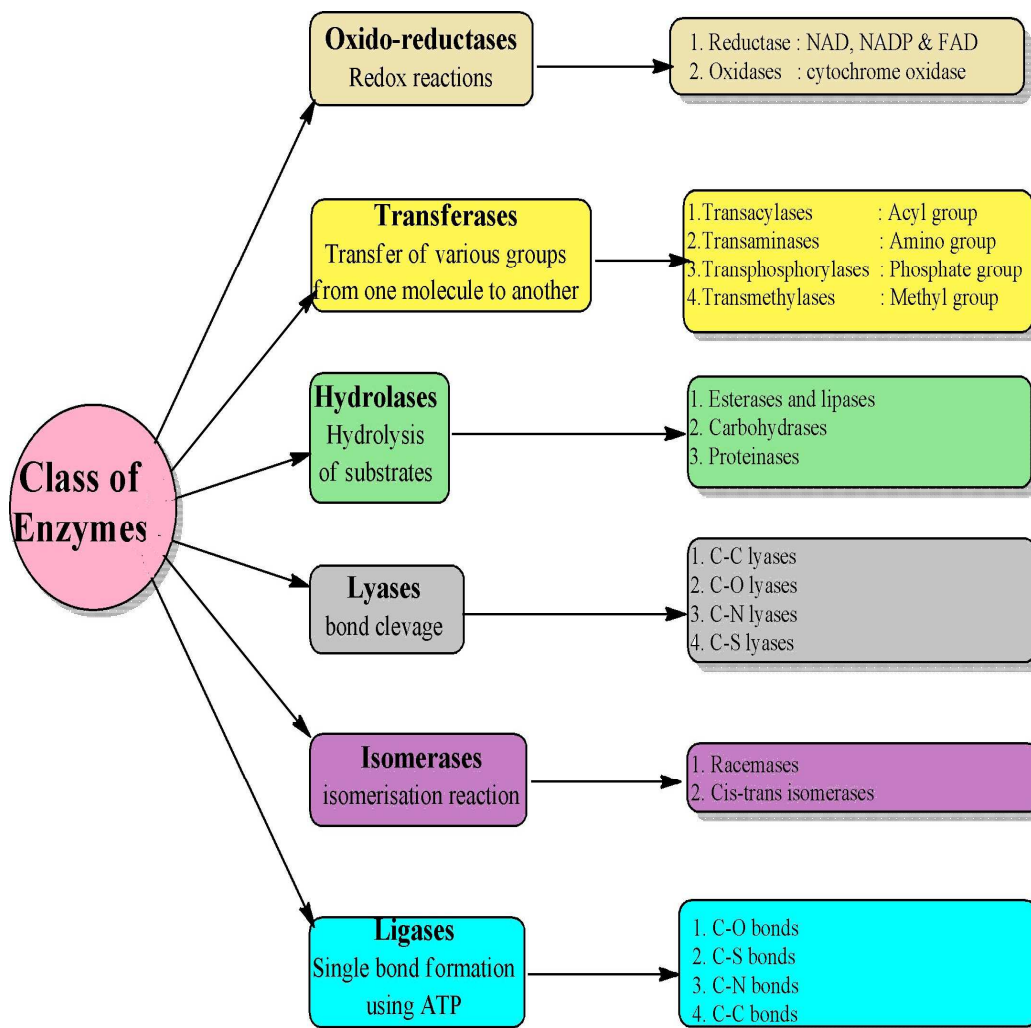 Class of
Enzymes
Oxido-reductases
Redox reactions
1. Reductase : NAD, NADP & FAD
2. Oxidases : cytochrome oxidase
Transferases
Transfer of various groups
from one molecule to another
1.Transacylases : Acyl group
2.Transaminases : Amino group
3.Transphosphorylases : Phosphate group
4.Transmethylases : Methyl group
Hydrolases
Hydrolysis
of substrates
1. Esterases and lipases
2. Carbohydrases
3. Proteinases
Lyases
bond clevage
1. C-C lyases
2. C-O lyases
3. C-N lyases
4. C-S lyases
Isomerases
isomerisation reaction
1. Racemases
2. Cis-trans isomerases
Ligases
Single bond formation
using ATP
1. C-O bonds
2. C-S bonds
3. C-N bonds
4. C-C bonds